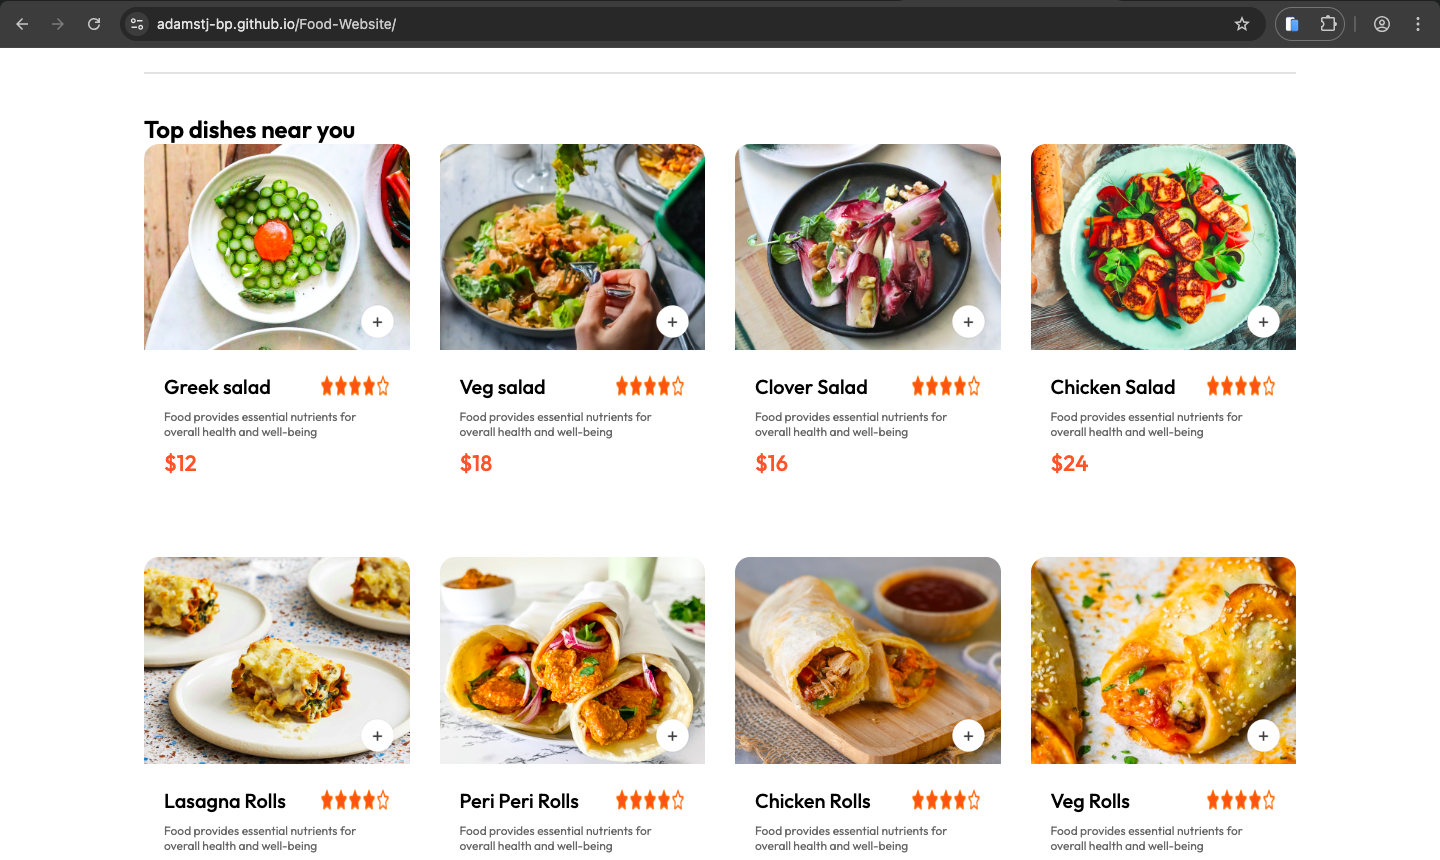 adamstj-bp.github.io/Food-Website/
Top dishes near you
Greek salad
Food provides essential nutrients for
overall health and well-being
$12
Veg salad
Food provides essential nutrients for
overall health and well-being
$18
Clover Salad
Food provides essential nutrients for
overall health and well-being
$16
Chicken Salad
Food provides essential nutrients for
overall health and well-being
$24
Lasagna Rolls
Food provides essential nutrients for
overall health and well-being
Peri Peri Rolls
Food provides essential nutrients for
overall health and well-being
Chicken Rolls
Food provides essential nutrients for
overall health and well-being
Veg Rolls
Food provides essential nutrients for
overall health and well-being